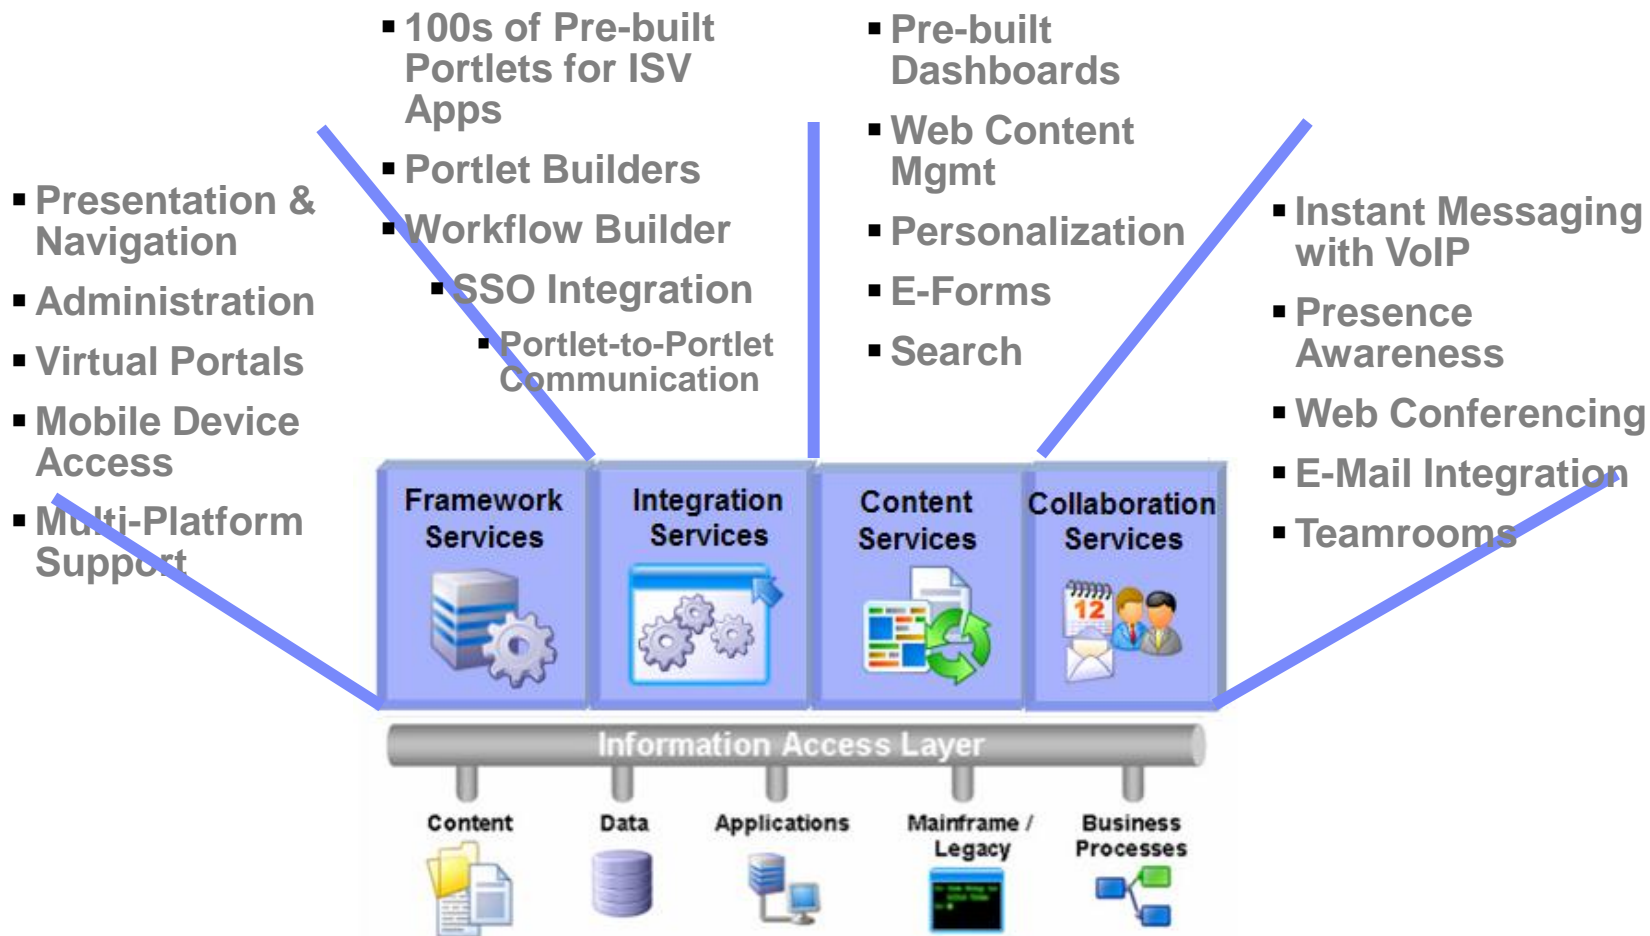 100s of Pre-built
Portlets for ISV
Apps
Portlet Builders
Workflow Builder
SSO Integration
Portlet-to-Portlet
Communication
Pre-built
Dashboards
Web Content
Mgmt
Personalization
E-Forms
Search
Presentation &
Navigation
Administration
Virtual Portals
Mobile Device
Access
Multi-Platform
Support
Instant Messaging
with VoIP
Presence
Awareness
Web Conferencing
E-Mail Integration
Teamrooms
Framework
Services
Integration
Services
Content
Services
Collaboration
Services
12
Information Access Layer
Content
Data
Applications
Mainframe /
Legacy
Business
Processes